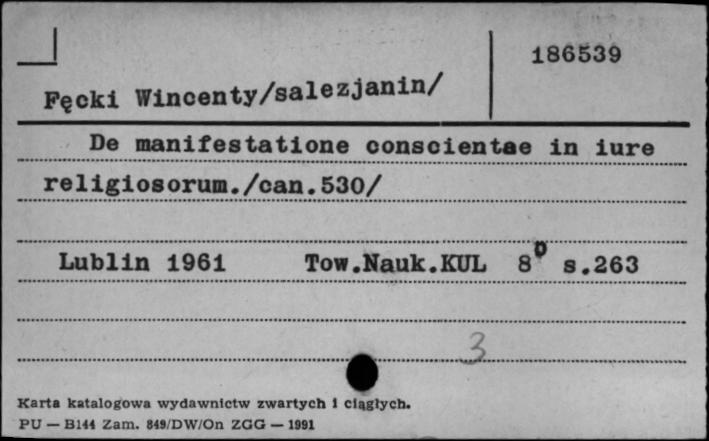 186539
Fęcki Wincenty/salezjanin/
De manifestatione conscientae in iure
religiosorum./can.530/
Lublin 1961 Tow.Nauk.KUL 8° s.263
3
Karta katalogowa wydawnictw zwartych i ciągłych.
PU — B144 Zam. 849/DW/On ZGG — 1991